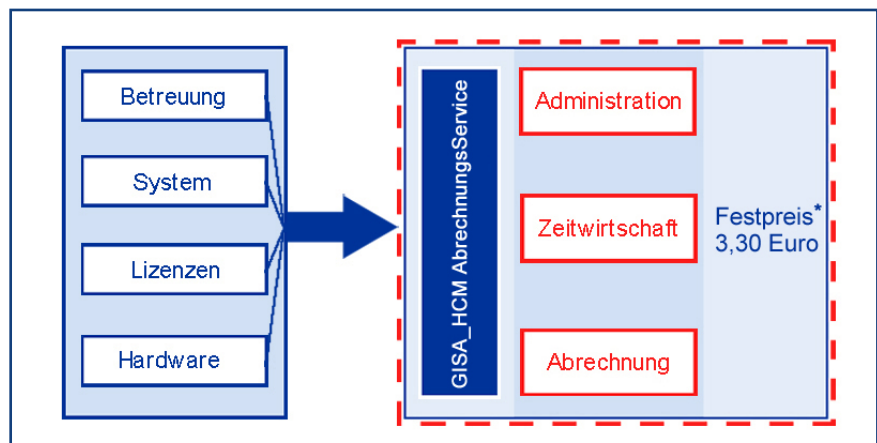 Betreuung
System
Lizenzen
Hardware
GISA_HCM AbrechnungsService
Administration
Zeitwirtschaft
Abrechnung
Festpreis*
3,30 Euro